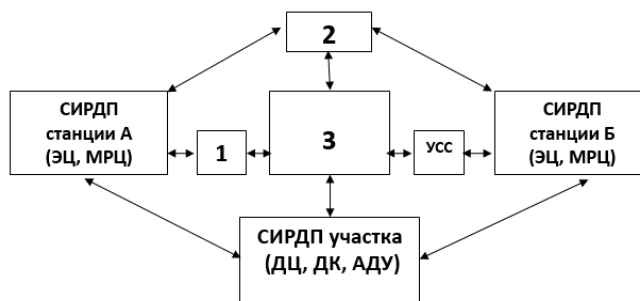 2
СИРДП
станции А
(ЭЦ, МРЦ)
1
3
УСС
СИРДП
станции Б
(ЭЦ, МРЦ)
СИРДП участка
(ДЦ, ДК, АДУ)